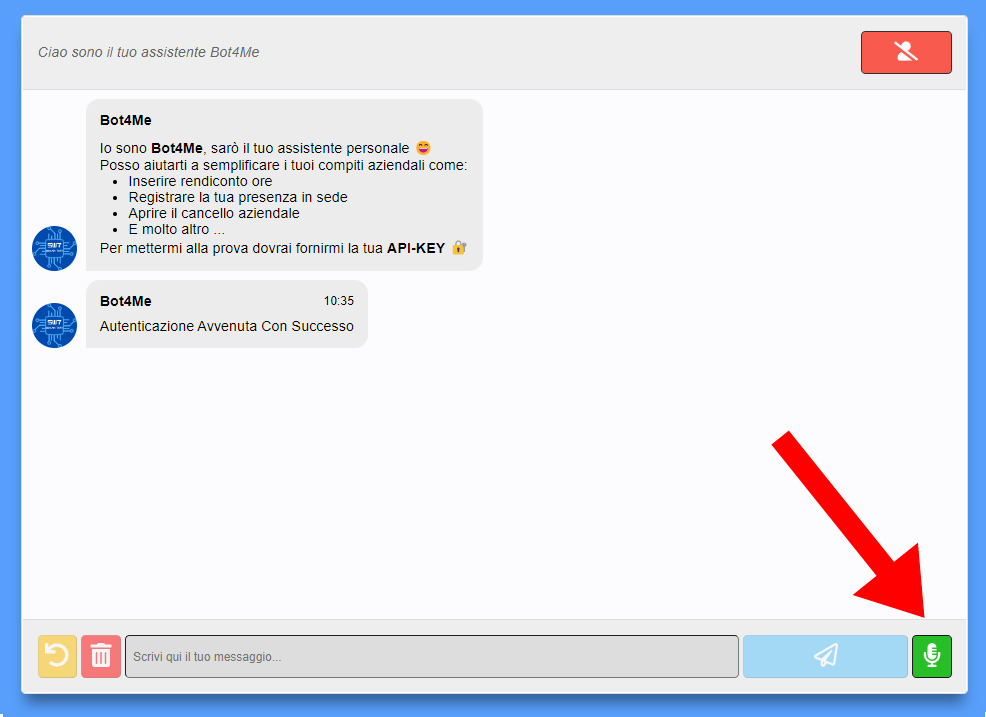 Ciao sono il tuo assistente Bot4Me
Bot4Me
Io sono Bot4Me, sarò il tuo assistente personale 😄
Posso aiutarti a semplificare i tuoi compiti aziendali come:
• Inserire rendiconto ore
• Registrare la tua presenza in sede
• Aprire il cancello aziendale
• E molto altro ...
Per mettermi alla prova dovrai fornirmi la tua API-KEY 🔐
Bot4Me 10:35
Autenticazione Avvenuta Con Successo
Scrivi qui il tuo messaggio...